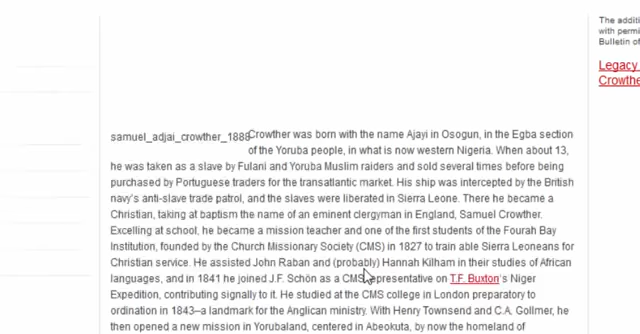 samuel_adjai_crowther_1888
Crowther was born with the name Ajayi in Osogun, in the Egba section
of the Yoruba people, in what is now western Nigeria. When about 13,
he was taken as a slave by Fulani and Yoruba Muslim raiders and sold several times before being
purchased by Portuguese traders for the transatlantic market. His ship was intercepted by the British
navy's anti-slave trade patrol, and the slaves were liberated in Sierra Leone. There he became a
Christian, taking at baptism the name of an eminent clergyman in England, Samuel Crowther.
Excelling at school, he became a mission teacher and one of the first students of the Fourah Bay
Institution, founded by the Church Missionary Society (CMS) in 1827 to train able Sierra Leoneans for
Christian service. He assisted John Raban and (probably) Hannah Kilham in their studies of African
languages, and in 1841 he joined J.F. Schön as a CMS representative on T.F. Buxton's Niger
Expedition, contributing signally to it. He studied at the CMS college in London preparatory to
ordination in 1843–a landmark for the Anglican ministry. With Henry Townsend and C.A. Gollmer, he
then opened a new mission in Yorubaland, centered in Abeokuta, by now the homeland of
The
with
Bulletin of
Legacy